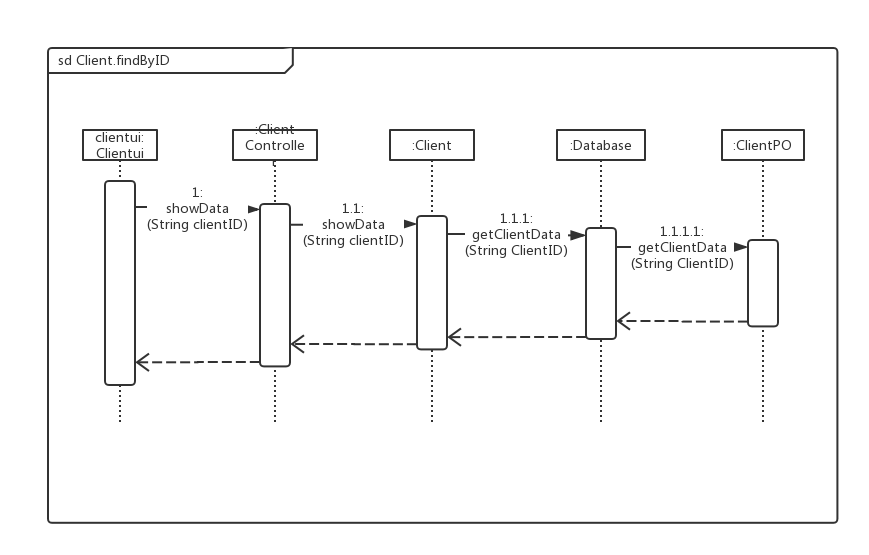 sd Client.findByID
clientui:
Clientui
:Client
Controlle
:Client
:Database
:ClientPO
1:
showData
(String clientID)
1.1:
showData
(String clientID)
1.1.1:
getClientData
(String ClientID)
1.1.1.1:
getClientData
(String ClientID)